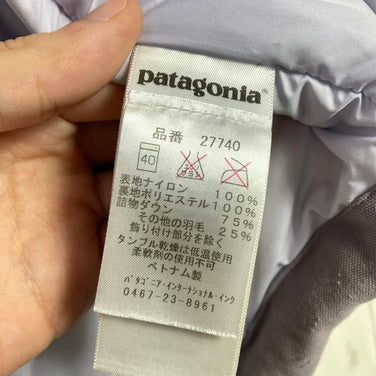 patagonia
品番 27740
40
表地ナイロン 100%
裏地ポリエステル 100%
詰物ダウン 75%
その他の羽毛 25%
飾り付け部分を除く
タンブル乾燥は低温使用
柔軟剤の使用は不可
ベトナム製
パタゴニア・インターナショナル・インク
0467-23-8961